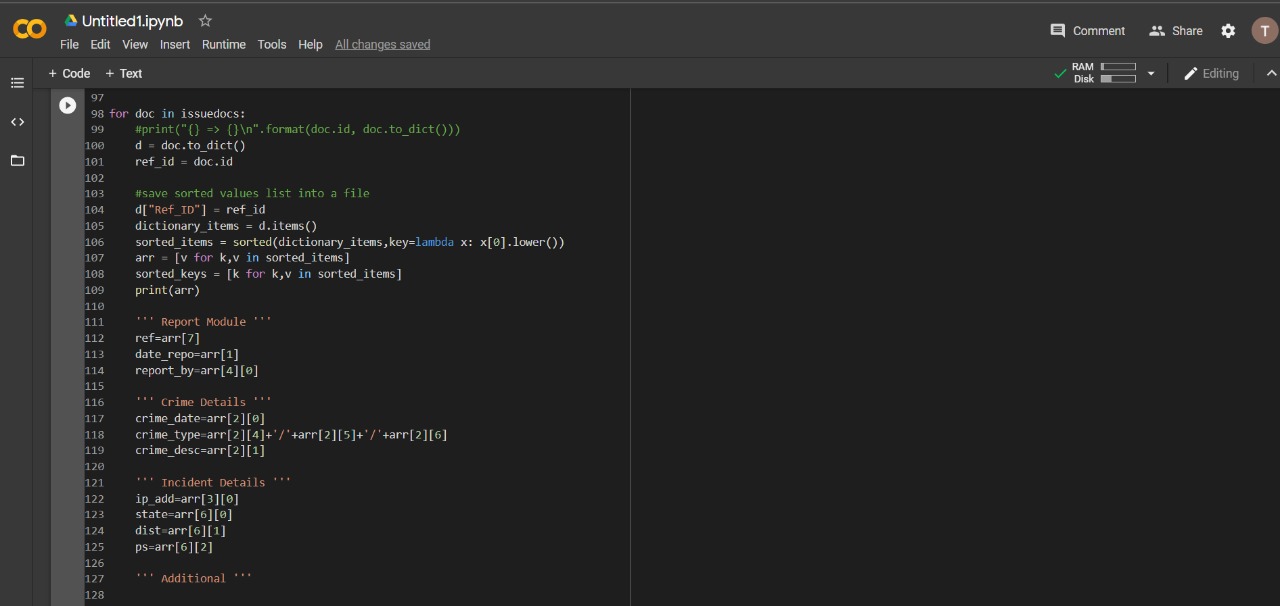 Untitled1.ipynb
File Edit View Insert Runtime Tools Help All changes saved
Comment Share T
+ Code + Text
RAM
Disk
Editing
97
98 for doc in issuedocs:
99 #print("{} => {}\n".format(doc.id, doc.to_dict()))
100 d = doc.to_dict()
101 ref_id = doc.id
102
103 #save sorted values list into a file
104 d["Ref_ID"] = ref_id
105 dictionary_items = d.items()
106 sorted_items = sorted(dictionary_items,key=lambda x: x[0].lower())
107 arr = [v for k,v in sorted_items]
108 sorted_keys = [k for k,v in sorted_items]
109 print(arr)
110
111 ''' Report Module '''
112 ref=arr[7]
113 date_repo=arr[1]
114 report_by=arr[4][0]
115
116 ''' Crime Details '''
117 crime_date=arr[2][0]
118 crime_type=arr[2][4]+'/'+arr[2][5]+'/'+arr[2][6]
119 crime_desc=arr[2][1]
120
121 ''' Incident Details '''
122 ip_add=arr[3][0]
123 state=arr[6][0]
124 dist=arr[6][1]
125 ps=arr[6][2]
126
127 ''' Additional '''
128